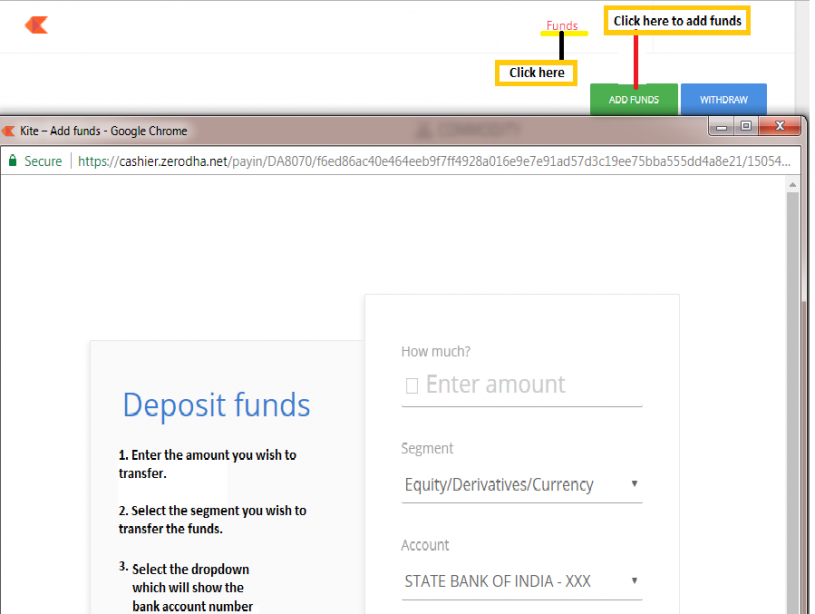 Funds
Click here to add funds
Click here
ADD FUNDS
WITHDRAW
COMMODITY
Kite – Add funds - Google Chrome
Secure
https://cashier.zerodha.net/payin/DA8070/f6ed86ac40e464eeb9f7ff4928a016e9e7e91ad57d3c19ee75bba555dd4a8e21/15054...
Deposit funds
1. Enter the amount you wish to
transfer.
2. Select the segment you wish to
transfer the funds.
3. Select the dropdown
which will show the
bank account number
How much?
Enter amount
Segment
Equity/Derivatives/Currency
Account
STATE BANK OF INDIA - XXX